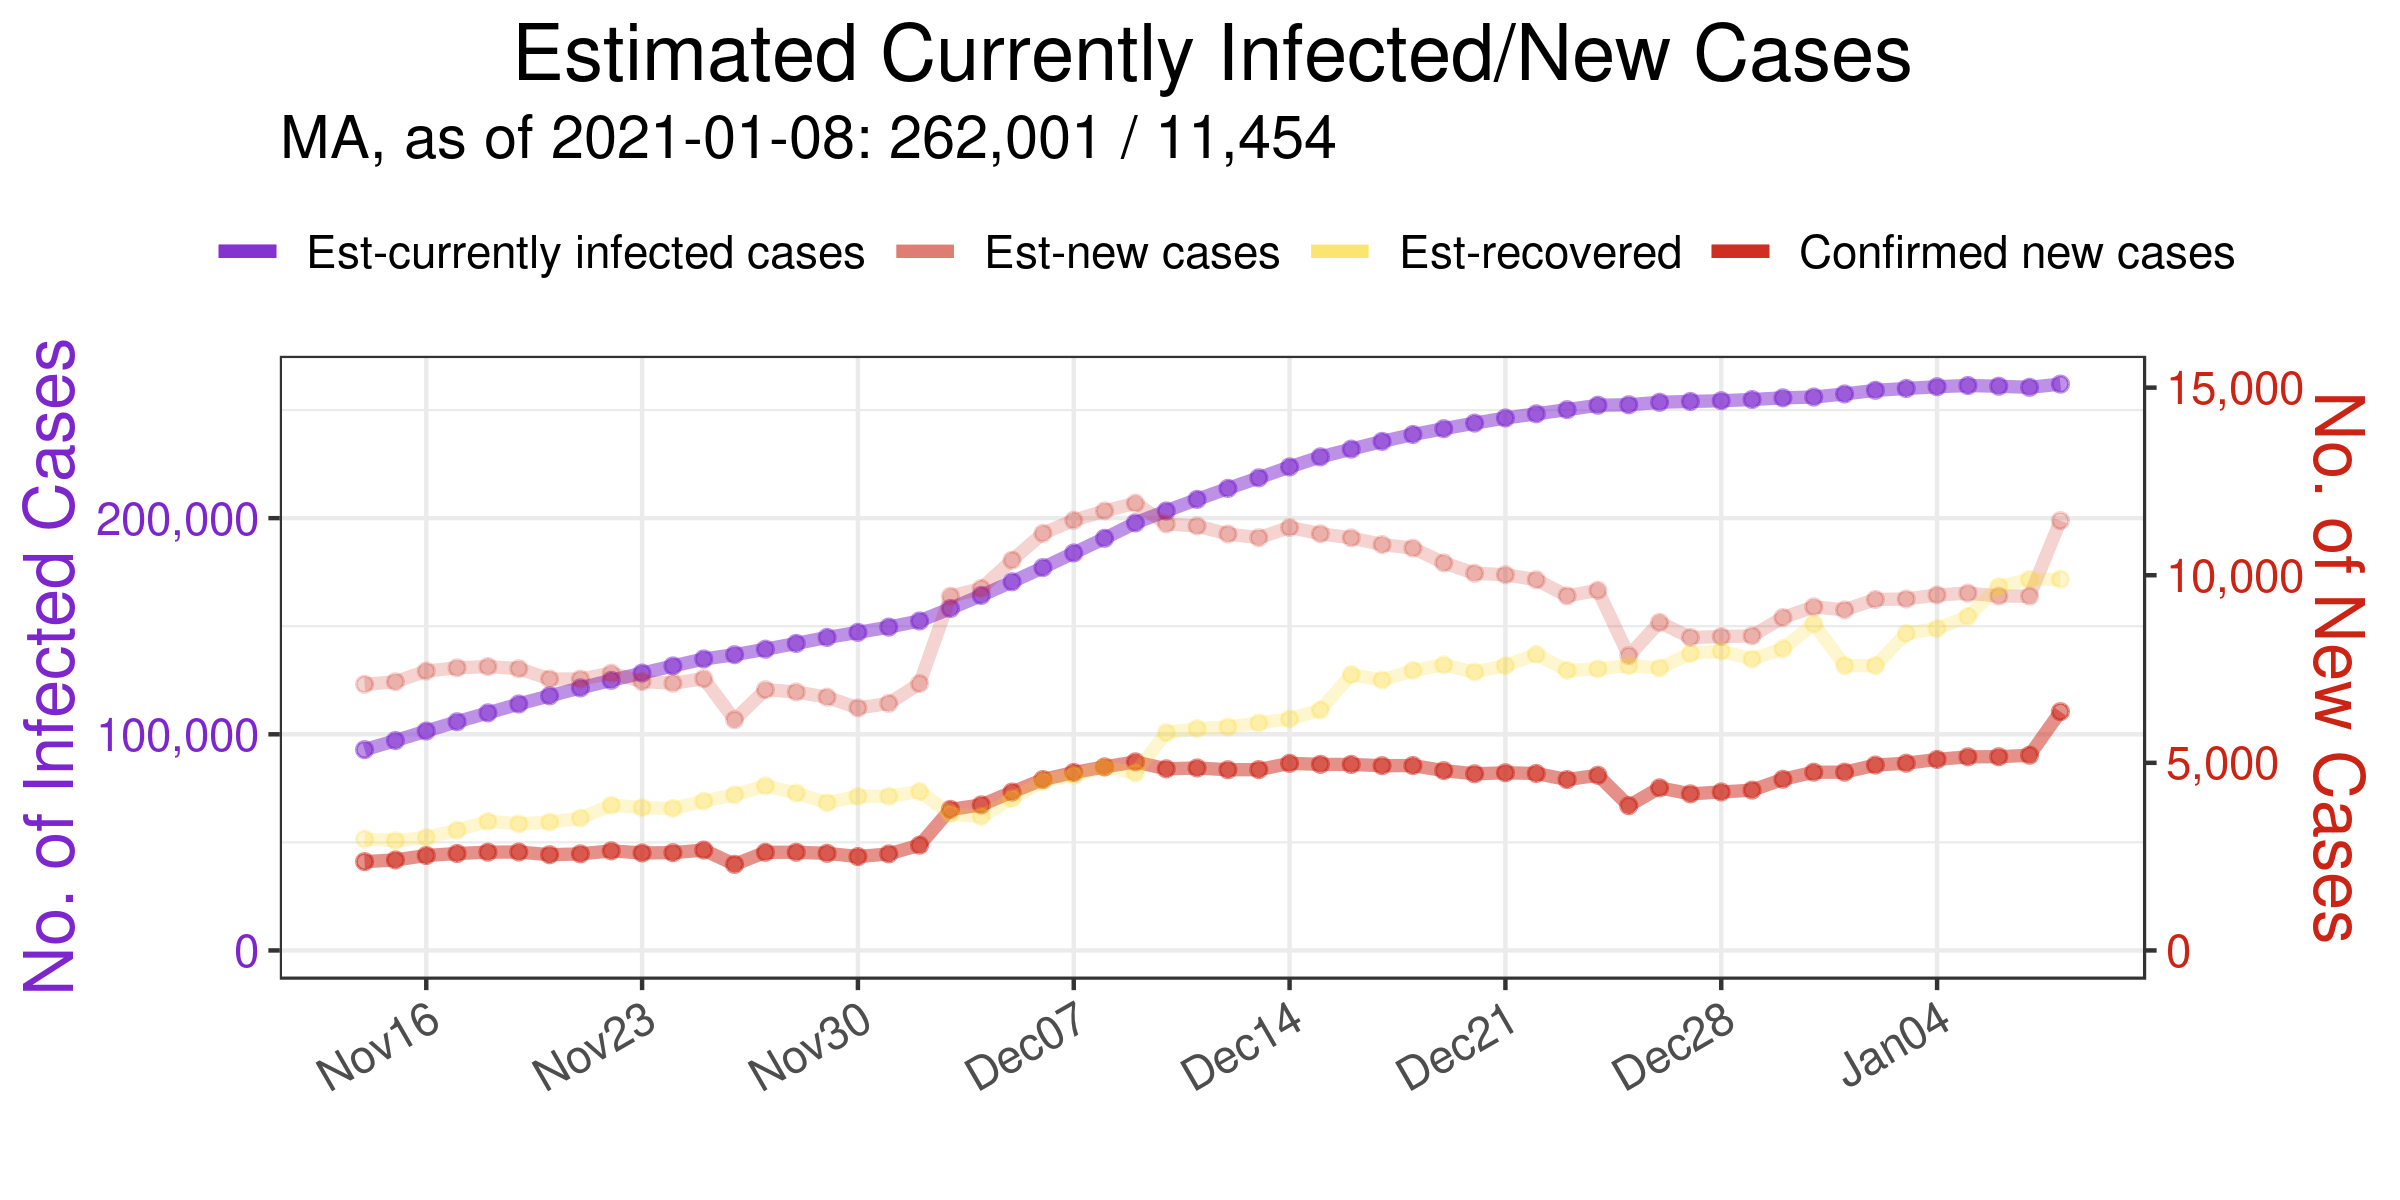 Estimated Currently Infected/New Cases
MA, as of 2021-01-08: 262,001 / 11,454
Est-currently infected cases Est-new cases Est-recovered Confirmed new cases
No. of Infected Cases
200,000
100,000
0
15,000
10,000
5,000
0
No. of New Cases
Nov16 Nov23 Nov30 Dec07 Dec14 Dec21 Dec28 Jan04